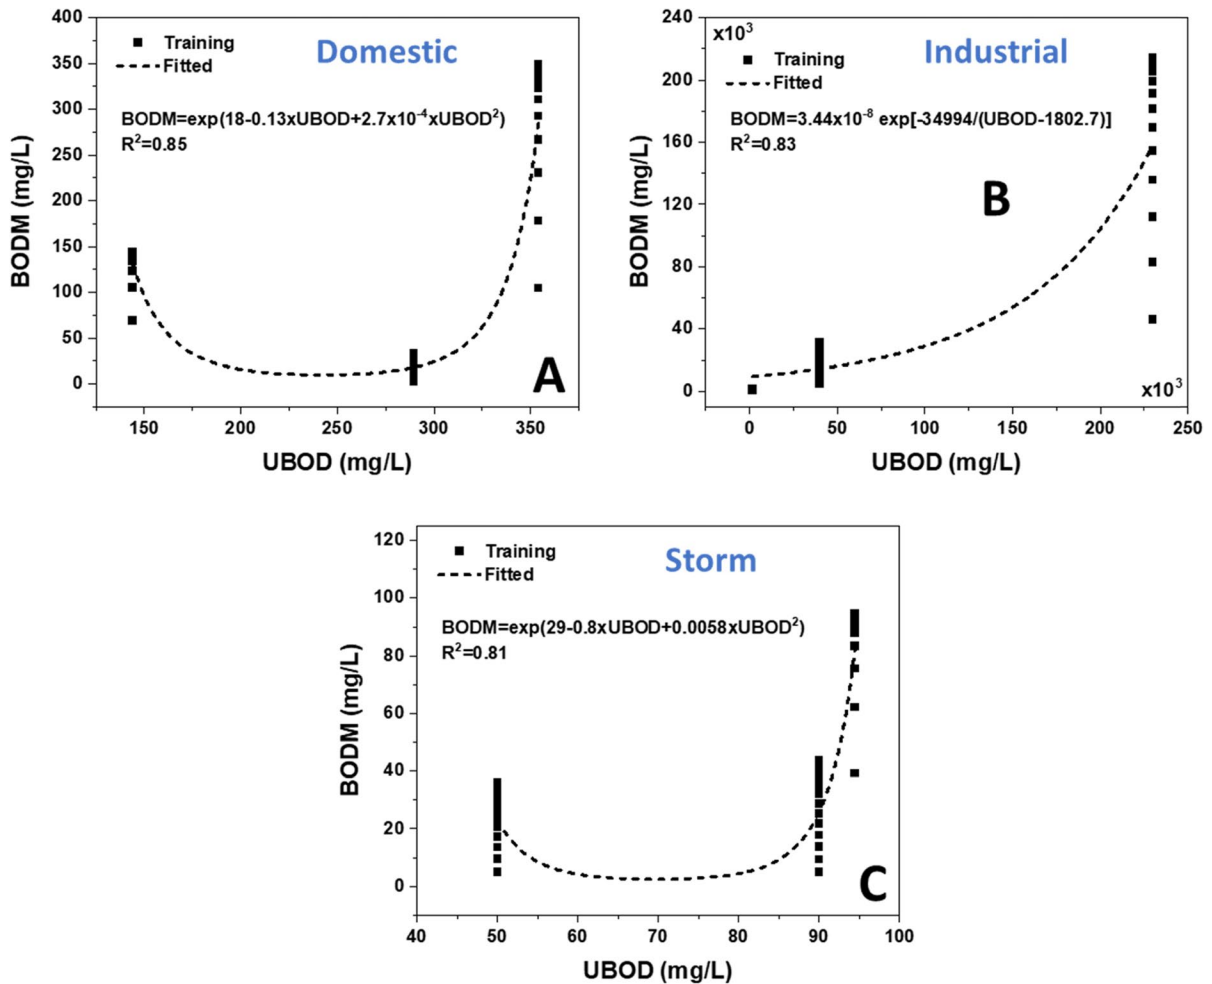 400
350
300
250
200
150
100
50
0
BODM (mg/L)
Training
Fitted
Domestic
BODM=exp(18-0.13xUBOD+2.7x10⁻⁴xUBOD²)
R²=0.85
A
150 200 250 300 350
UBOD (mg/L)
240
200
160
120
80
40
0
BODM (mg/L)
x10³
Training
Fitted
Industrial
BODM=3.44x10⁻⁸ exp[-34994/(UBOD-1802.7)]
R²=0.83
B
x10³
0 50 100 150 200 250
UBOD (mg/L)
120
100
80
60
40
20
0
BODM (mg/L)
Training
Fitted
Storm
BODM=exp(29-0.8xUBOD+0.0058xUBOD²)
R²=0.81
C
40 50 60 70 80 90 100
UBOD (mg/L)